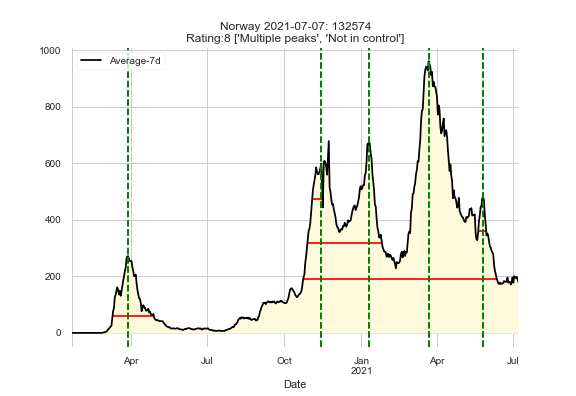 Norway 2021-07-07: 132574
Rating:8 ['Multiple peaks', 'Not in control']
1000
Average-7d
800
600
400
200
0
Apr Jul Oct Jan Apr Jul
2021
Date